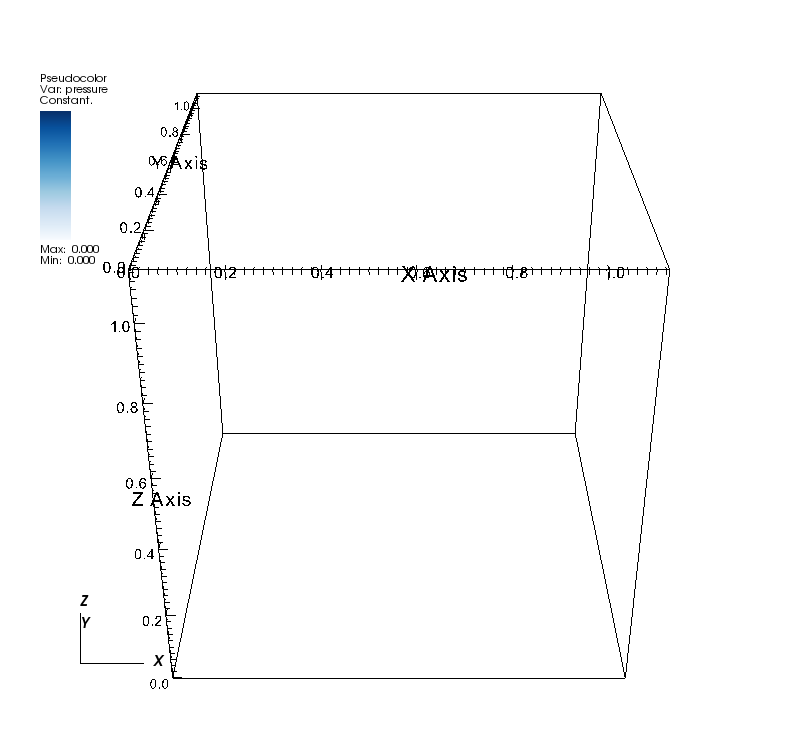 Pseudocolor
Var: pressure
Constant.
Max: 0.000
Min: 0.000
1.0
0.8
0.6
Y Axis
0.4
0.2
0.0
0.0 0.2 0.4 0.6 0.8 1.0
X Axis
1.0
0.8
0.6
Z Axis
0.4
0.2
0.0
Z
Y
X